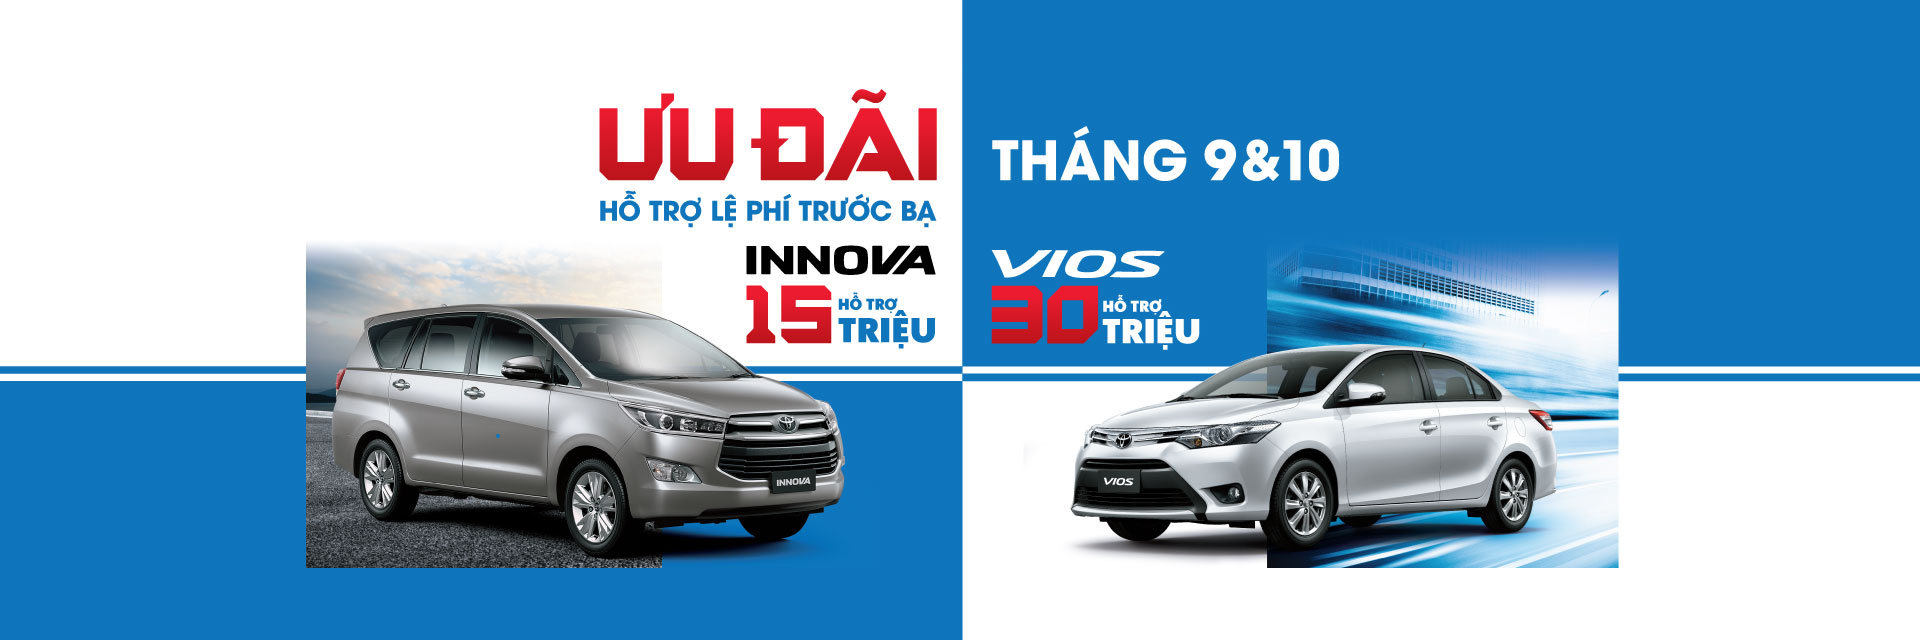 ƯU ĐÃI
HỖ TRỢ LỆ PHÍ TRƯỚC BẠ
INNOVA
15 HỖ TRỢ
TRIỆU
THÁNG 9&10
VIOS
30 HỖ TRỢ
TRIỆU
INNOVA
VIOS